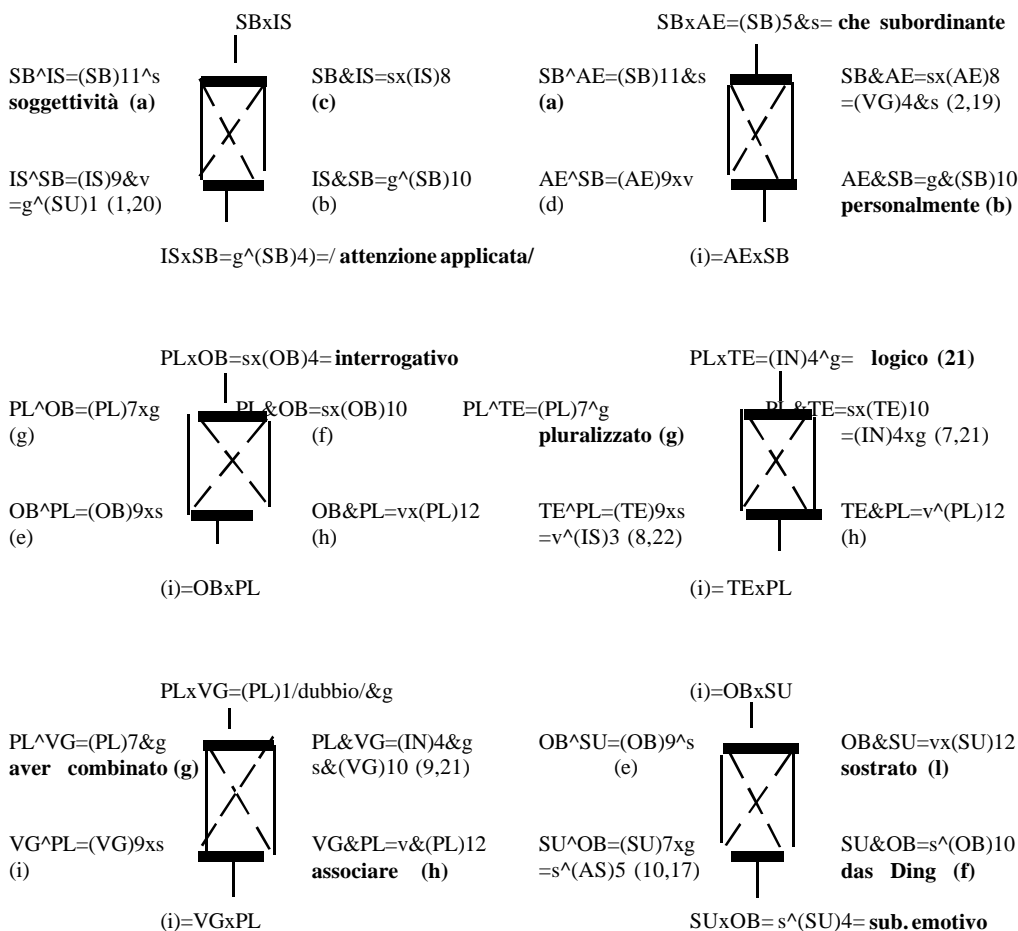 SBxIS
SBxAE=(SB)5&s= che subordinante
SB^IS=(SB)11^s
soggettività (a)
SB&IS=sx(IS)8
(c)
SB^AE=(SB)11&s
(a)
SB&AE=sx(AE)8
=(VG)4&s (2,19)
IS^SB=(IS)9&v
=g^(SU)1 (1,20)
IS&SB=g^(SB)10
(b)
AE^SB=(AE)9xv
(d)
AE&SB=g&(SB)10
personalmente (b)
ISxSB=g^(SB)4)=/ attenzione applicata/
(i)=AExSB
PLxOB=sx(OB)4= interrogativo
PLxTE=(IN)4^g= logico (21)
PL^OB=(PL)7xg
(g)
PL&OB=sx(OB)10
(f)
PL^TE=(PL)7^g
pluralizzato (g)
PL&TE=sx(TE)10
=(IN)4xg (7,21)
OB^PL=(OB)9xs
(e)
OB&PL=vx(PL)12
(h)
TE^PL=(TE)9xs
=v^(IS)3 (8,22)
TE&PL=v^(PL)12
(h)
(i)=OBxPL
(i)=TExPL
PLxVG=(PL)1/dubbio/&g
(i)=OBxSU
PL^VG=(PL)7&g
aver combinato (g)
PL&VG=(IN)4&g
s&(VG)10 (9,21)
OB^SU=(OB)9^s
(e)
OB&SU=vx(SU)12
sostrato (l)
VG^PL=(VG)9xs
(i)
VG&PL=v&(PL)12
associare (h)
SU^OB=(SU)7xg
=s^(AS)5 (10,17)
SU&OB=s^(OB)10
das Ding (f)
(i)=VGxPL
SUxOB= s^(SU)4= sub. emotivo